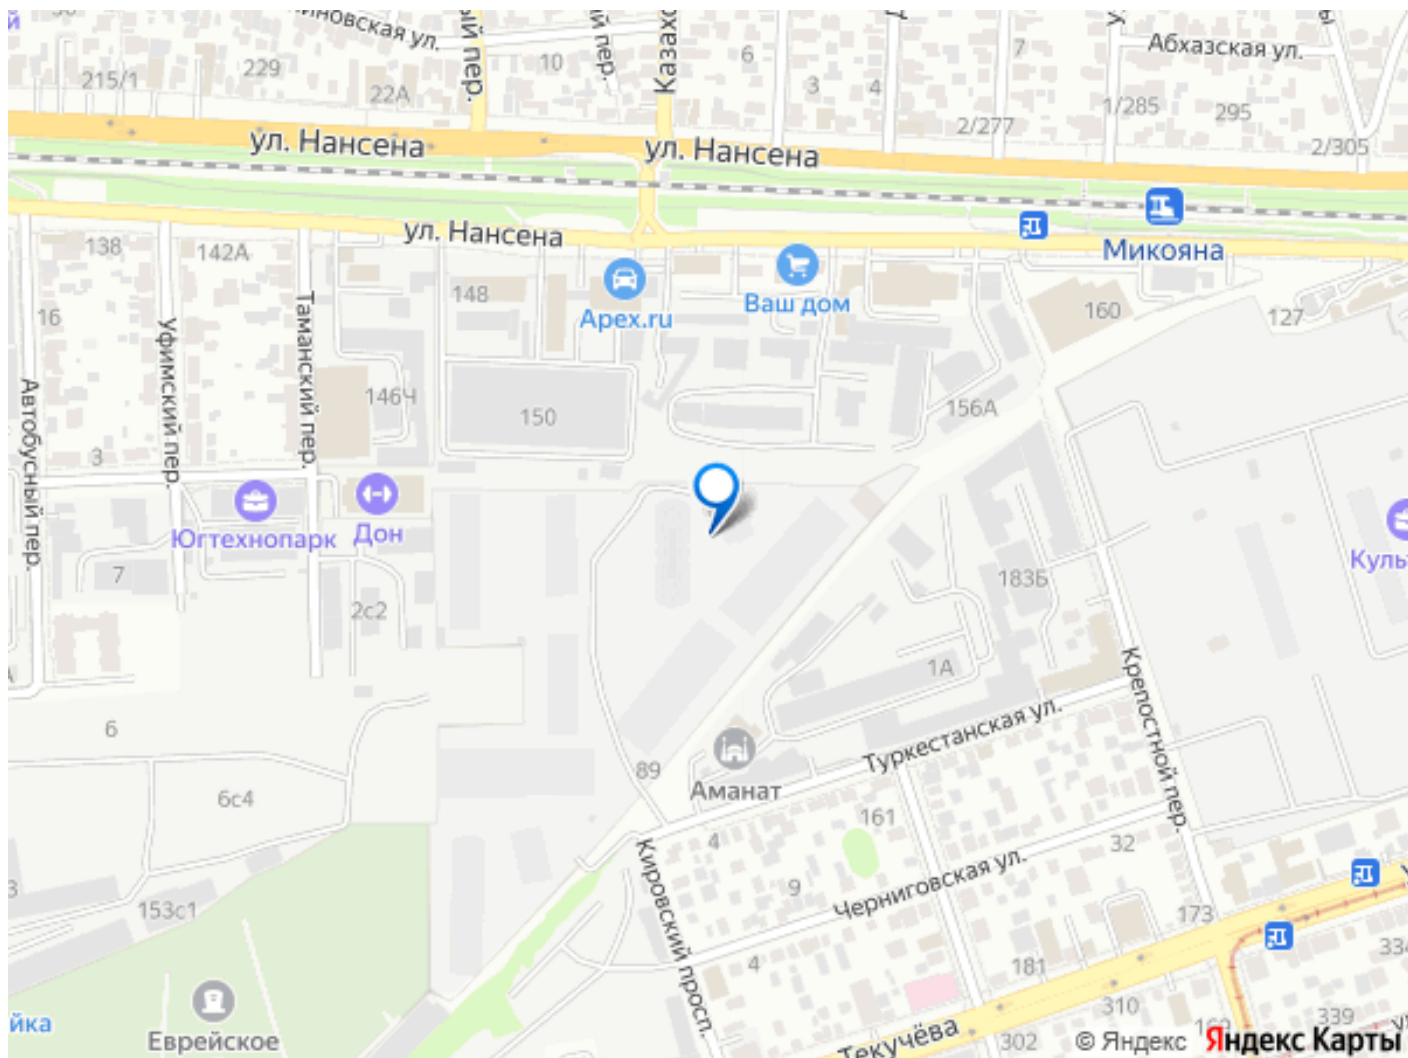 Казахс
229
215/1
22А
10
6
3
4
7
Абхазская ул.
1/285
295
2/277
2/305
ул. Нансена
ул. Нансена
ул. Нансена
Микояна
138
142А
148
Apex.ru
Ваш дом
160
127
16
Автобусный пер.
Уфимский пер.
Таманский пер.
146Ч
150
156А
3
Югтехнопарк
Дон
7
2с2
183Б
Куль
1А
Крепостной пер.
Туркестанская ул.
6
6с4
89
Аманат
4
161
32
9
Черниговская ул.
Кировский просп.
153с1
173
4
181
310
302
334
339
Еврейское
йка
Текучёва
© Яндекс
Яндекс Карты